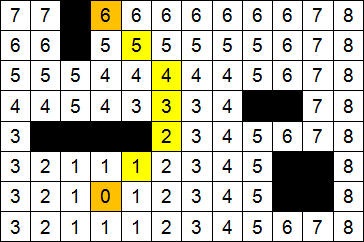 7 7 6 6 6 6 6 6 6 7 8
6 6 5 5 5 5 5 5 6 7 8
5 5 5 4 4 4 4 4 5 6 7 8
4 4 5 4 3 3 3 4 7 8
3 2 3 4 5 6 7 8
3 2 1 1 1 2 3 4 5 8
3 2 1 0 1 2 3 4 5 8
3 2 1 1 1 2 3 4 5 6 7 8